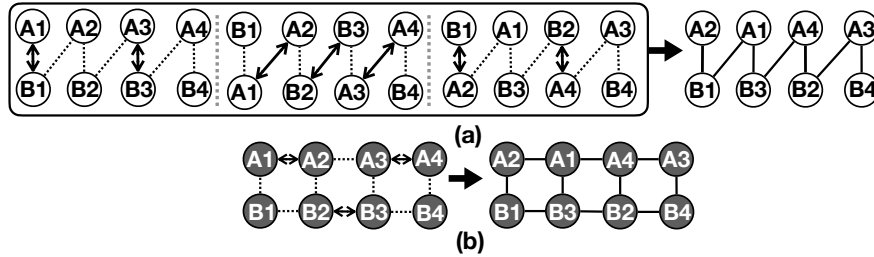 A1 A2 A3 A4 B1 A2 B3 A4 B1 A1 B2 A3 A2 A1 A4 A3
B1 B2 B3 B4 A1 B2 A3 B4 A2 B3 A4 B4 B1 B3 B2 B4
(a)
A1 A2 A3 A4 A2 A1 A4 A3
B1 B2 B3 B4 B1 B3 B2 B4
(b)